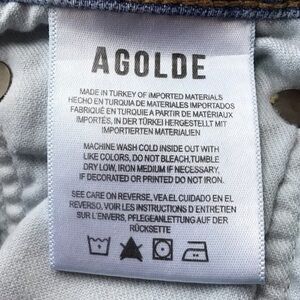 AGOLDE
MADE IN TURKEY OF IMPORTED MATERIALS
HECHO EN TURQUIA DE MATERIALES IMPORTADOS
FABRIQUÉ EN TURQUIE A PARTIR DE MATÉRIAUX
IMPORTÉS, IN DER TÜRKEI HERGESTELLT MIT
IMPORTIERTEN MATERIALIEN
MACHINE WASH COLD INSIDE OUT WITH
LIKE COLORS, DO NOT BLEACH,TUMBLE
DRY LOW, IRON MEDIUM IF NECESSARY.
IF DECORATED OR PRINTED DO NOT IRON.
SEE CARE ON REVERSE, VEA EL CUIDADO EN EL
REVERSO, VOIR LES INSTRUCTIONS D'ENTRETIEN
SUR L'ENVERS, PFLEGEANLEITUNG AUF DER
RÜCKSETTE